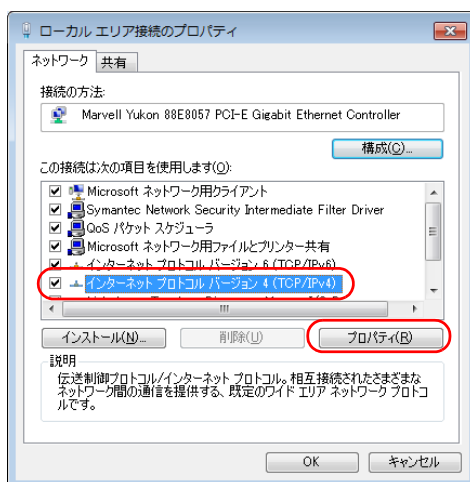 ローカル エリア接続のプロパティ
ネットワーク 共有
接続の方法:
Marvell Yukon 88E8057 PCI-E Gigabit Ethernet Controller
構成(C)...
この接続は次の項目を使用します(O):
Microsoft ネットワーク用クライアント
Symantec Network Security Intermediate Filter Driver
QoS パケット スケジューラ
Microsoft ネットワーク用ファイルとプリンター共有
インターネット プロトコル バージョン 6 (TCP/IPv6)
インターネット プロトコル バージョン 4 (TCP/IPv4)
インストール(N)... 削除(U) プロパティ(R)
説明
伝送制御プロトコル/インターネット プロトコル。相互接続されたさまざまな
ネットワーク間の通信を提供する、既定のワイド エリア ネットワーク プロトコ
ルです。
OK キャンセル